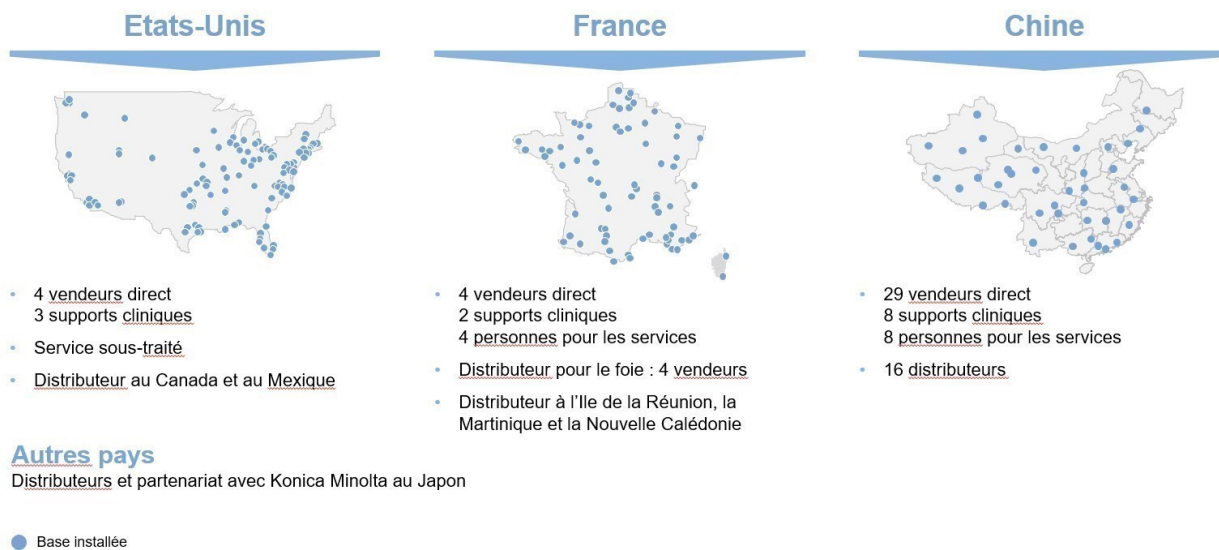 Etats-Unis
France
Chine
4 vendeurs direct
3 supports cliniques
Service sous-traité
Distributeur au Canada et au Mexique
4 vendeurs direct
2 supports cliniques
4 personnes pour les services
Distributeur pour le foie : 4 vendeurs
Distributeur à l'Ile de la Réunion, la
Martinique et la Nouvelle Calédonie
29 vendeurs direct
8 supports cliniques
8 personnes pour les services
16 distributeurs
Autres pays
Distributeurs et partenariat avec Konica Minolta au Japon
Base installée